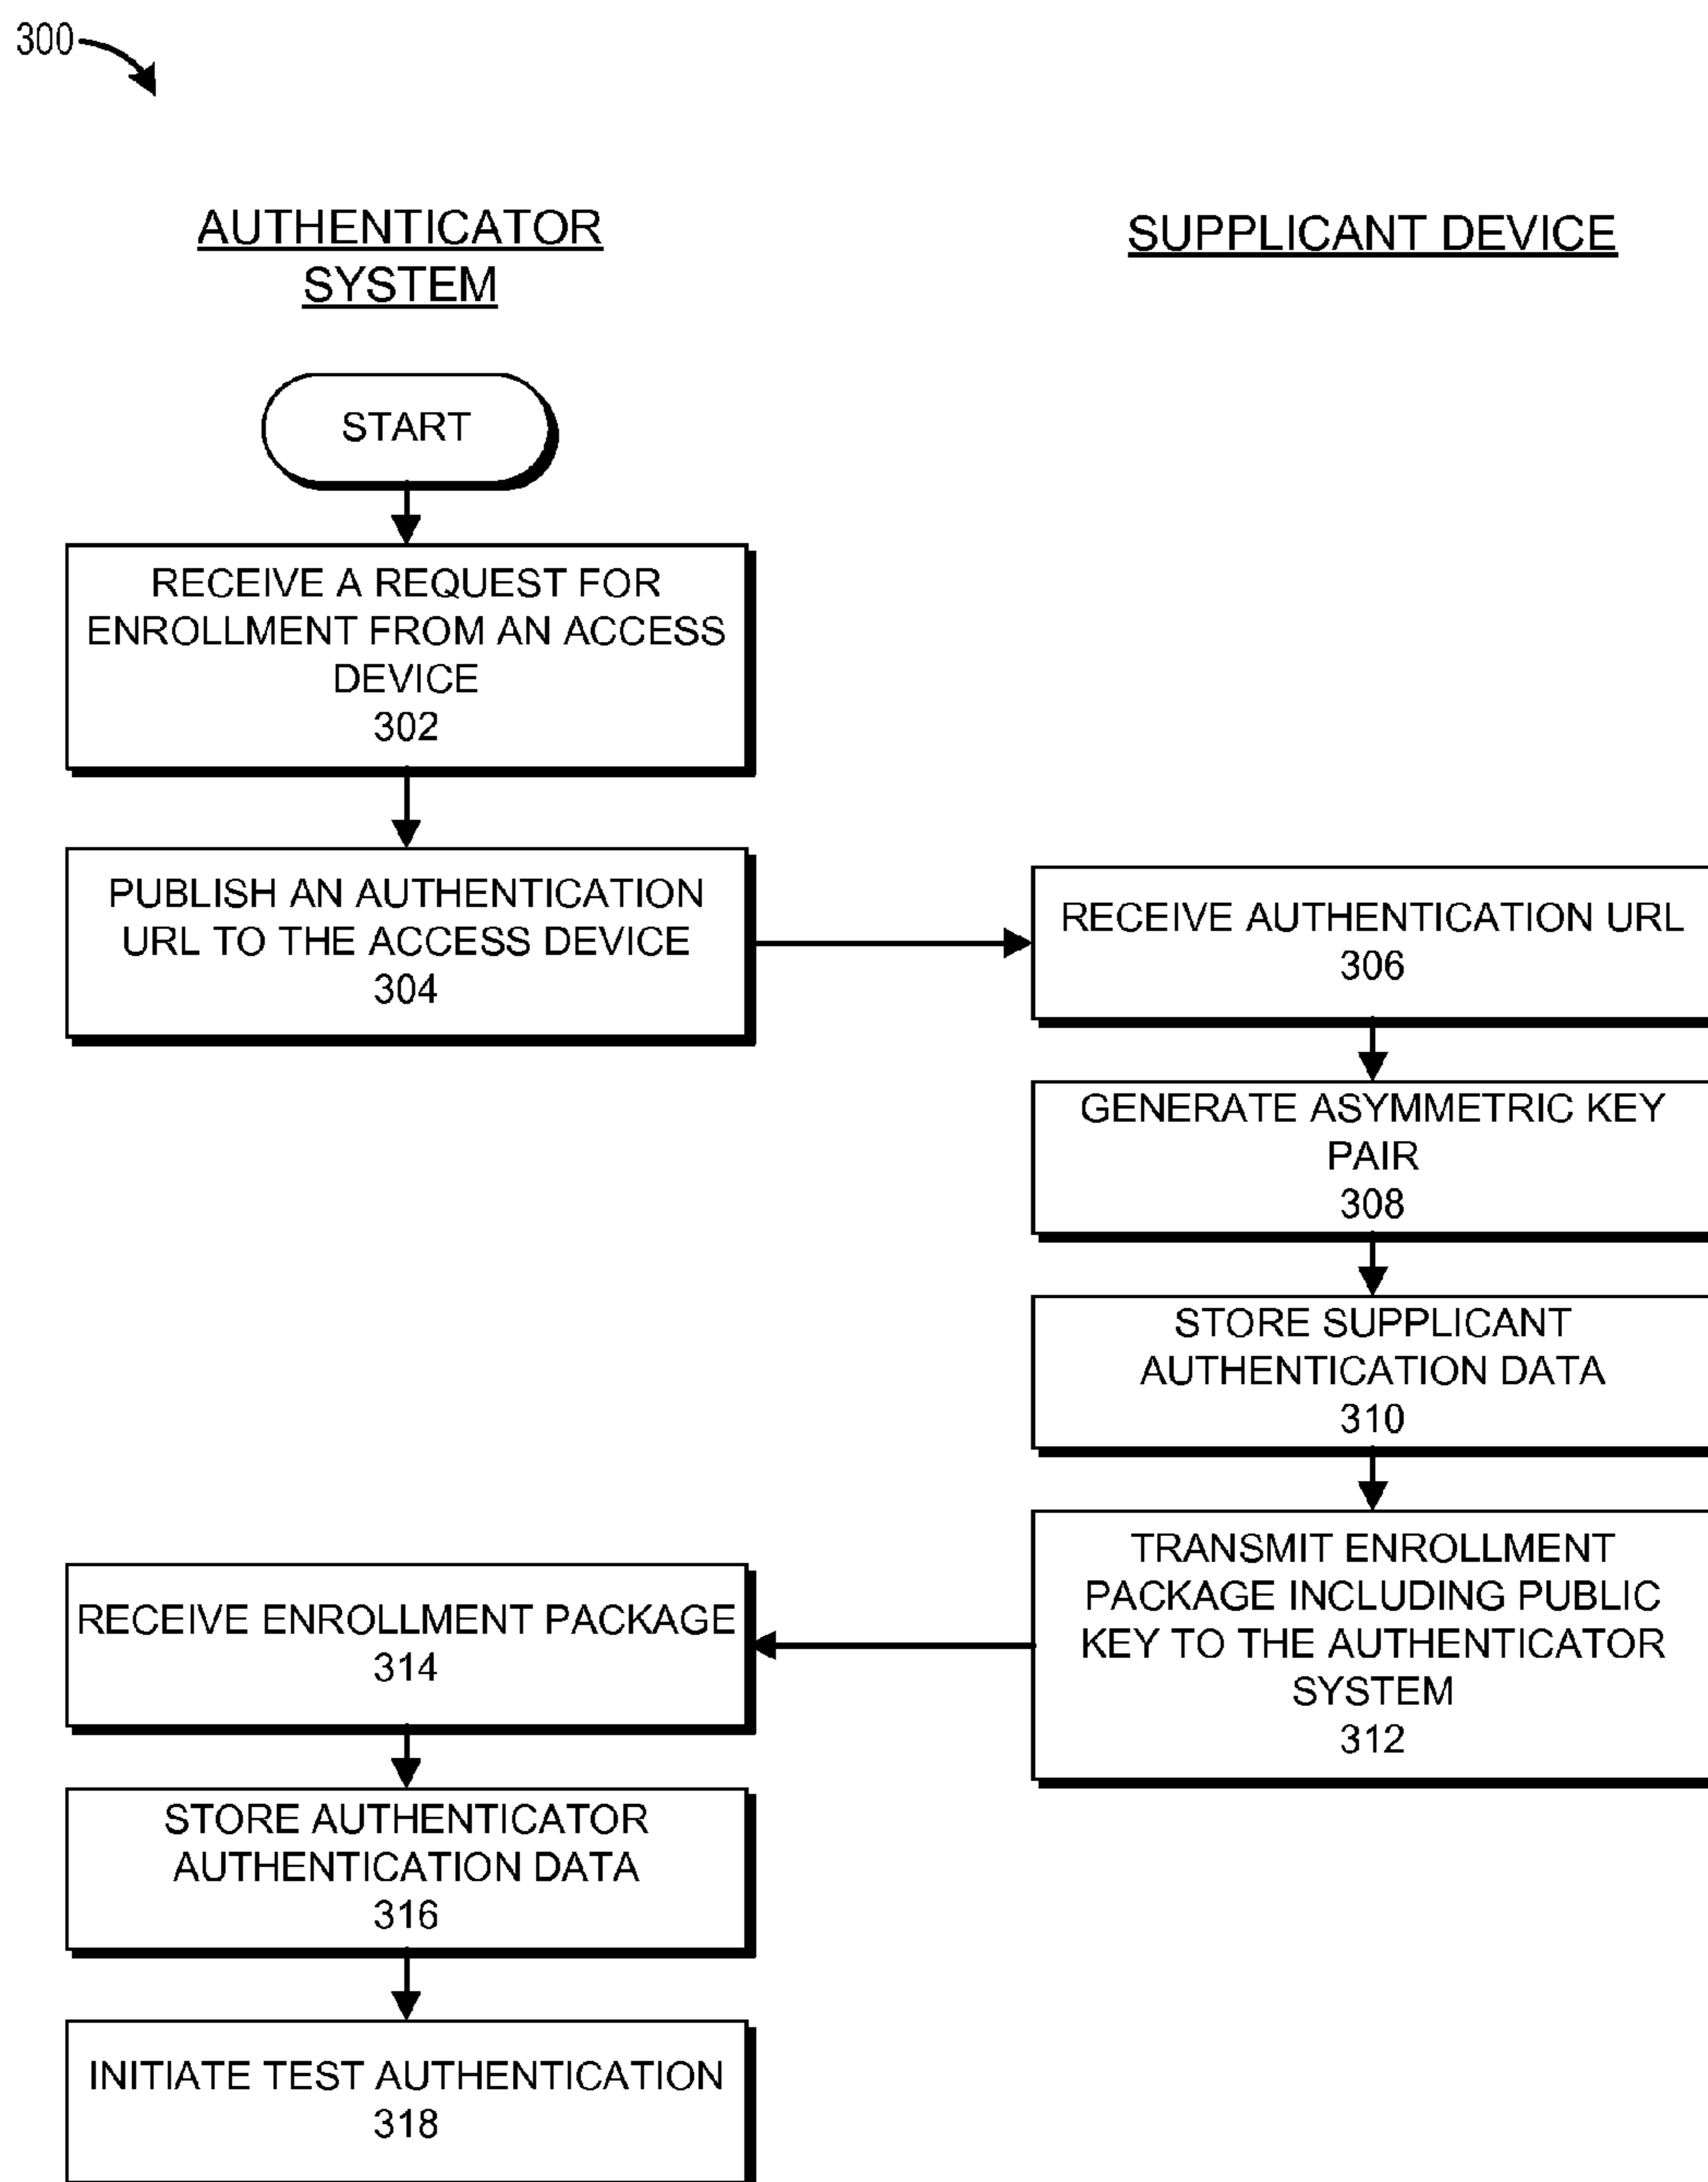 300
AUTHENTICATOR
SYSTEM
SUPPLICANT DEVICE
START
RECEIVE A REQUEST FOR
ENROLLMENT FROM AN ACCESS
DEVICE
302
PUBLISH AN AUTHENTICATION
URL TO THE ACCESS DEVICE
304
RECEIVE AUTHENTICATION URL
306
GENERATE ASYMMETRIC KEY
PAIR
308
STORE SUPPLICANT
AUTHENTICATION DATA
310
TRANSMIT ENROLLMENT
PACKAGE INCLUDING PUBLIC
KEY TO THE AUTHENTICATOR
SYSTEM
312
RECEIVE ENROLLMENT PACKAGE
314
STORE AUTHENTICATOR
AUTHENTICATION DATA
316
INITIATE TEST AUTHENTICATION
318